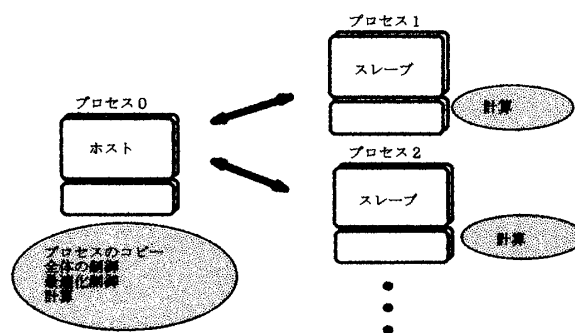 プロセス1
スレーブ
計算
プロセス0
ホスト
プロセス2
スレーブ
計算
プロセスのコピー
全体の制御
最適化制御
計算